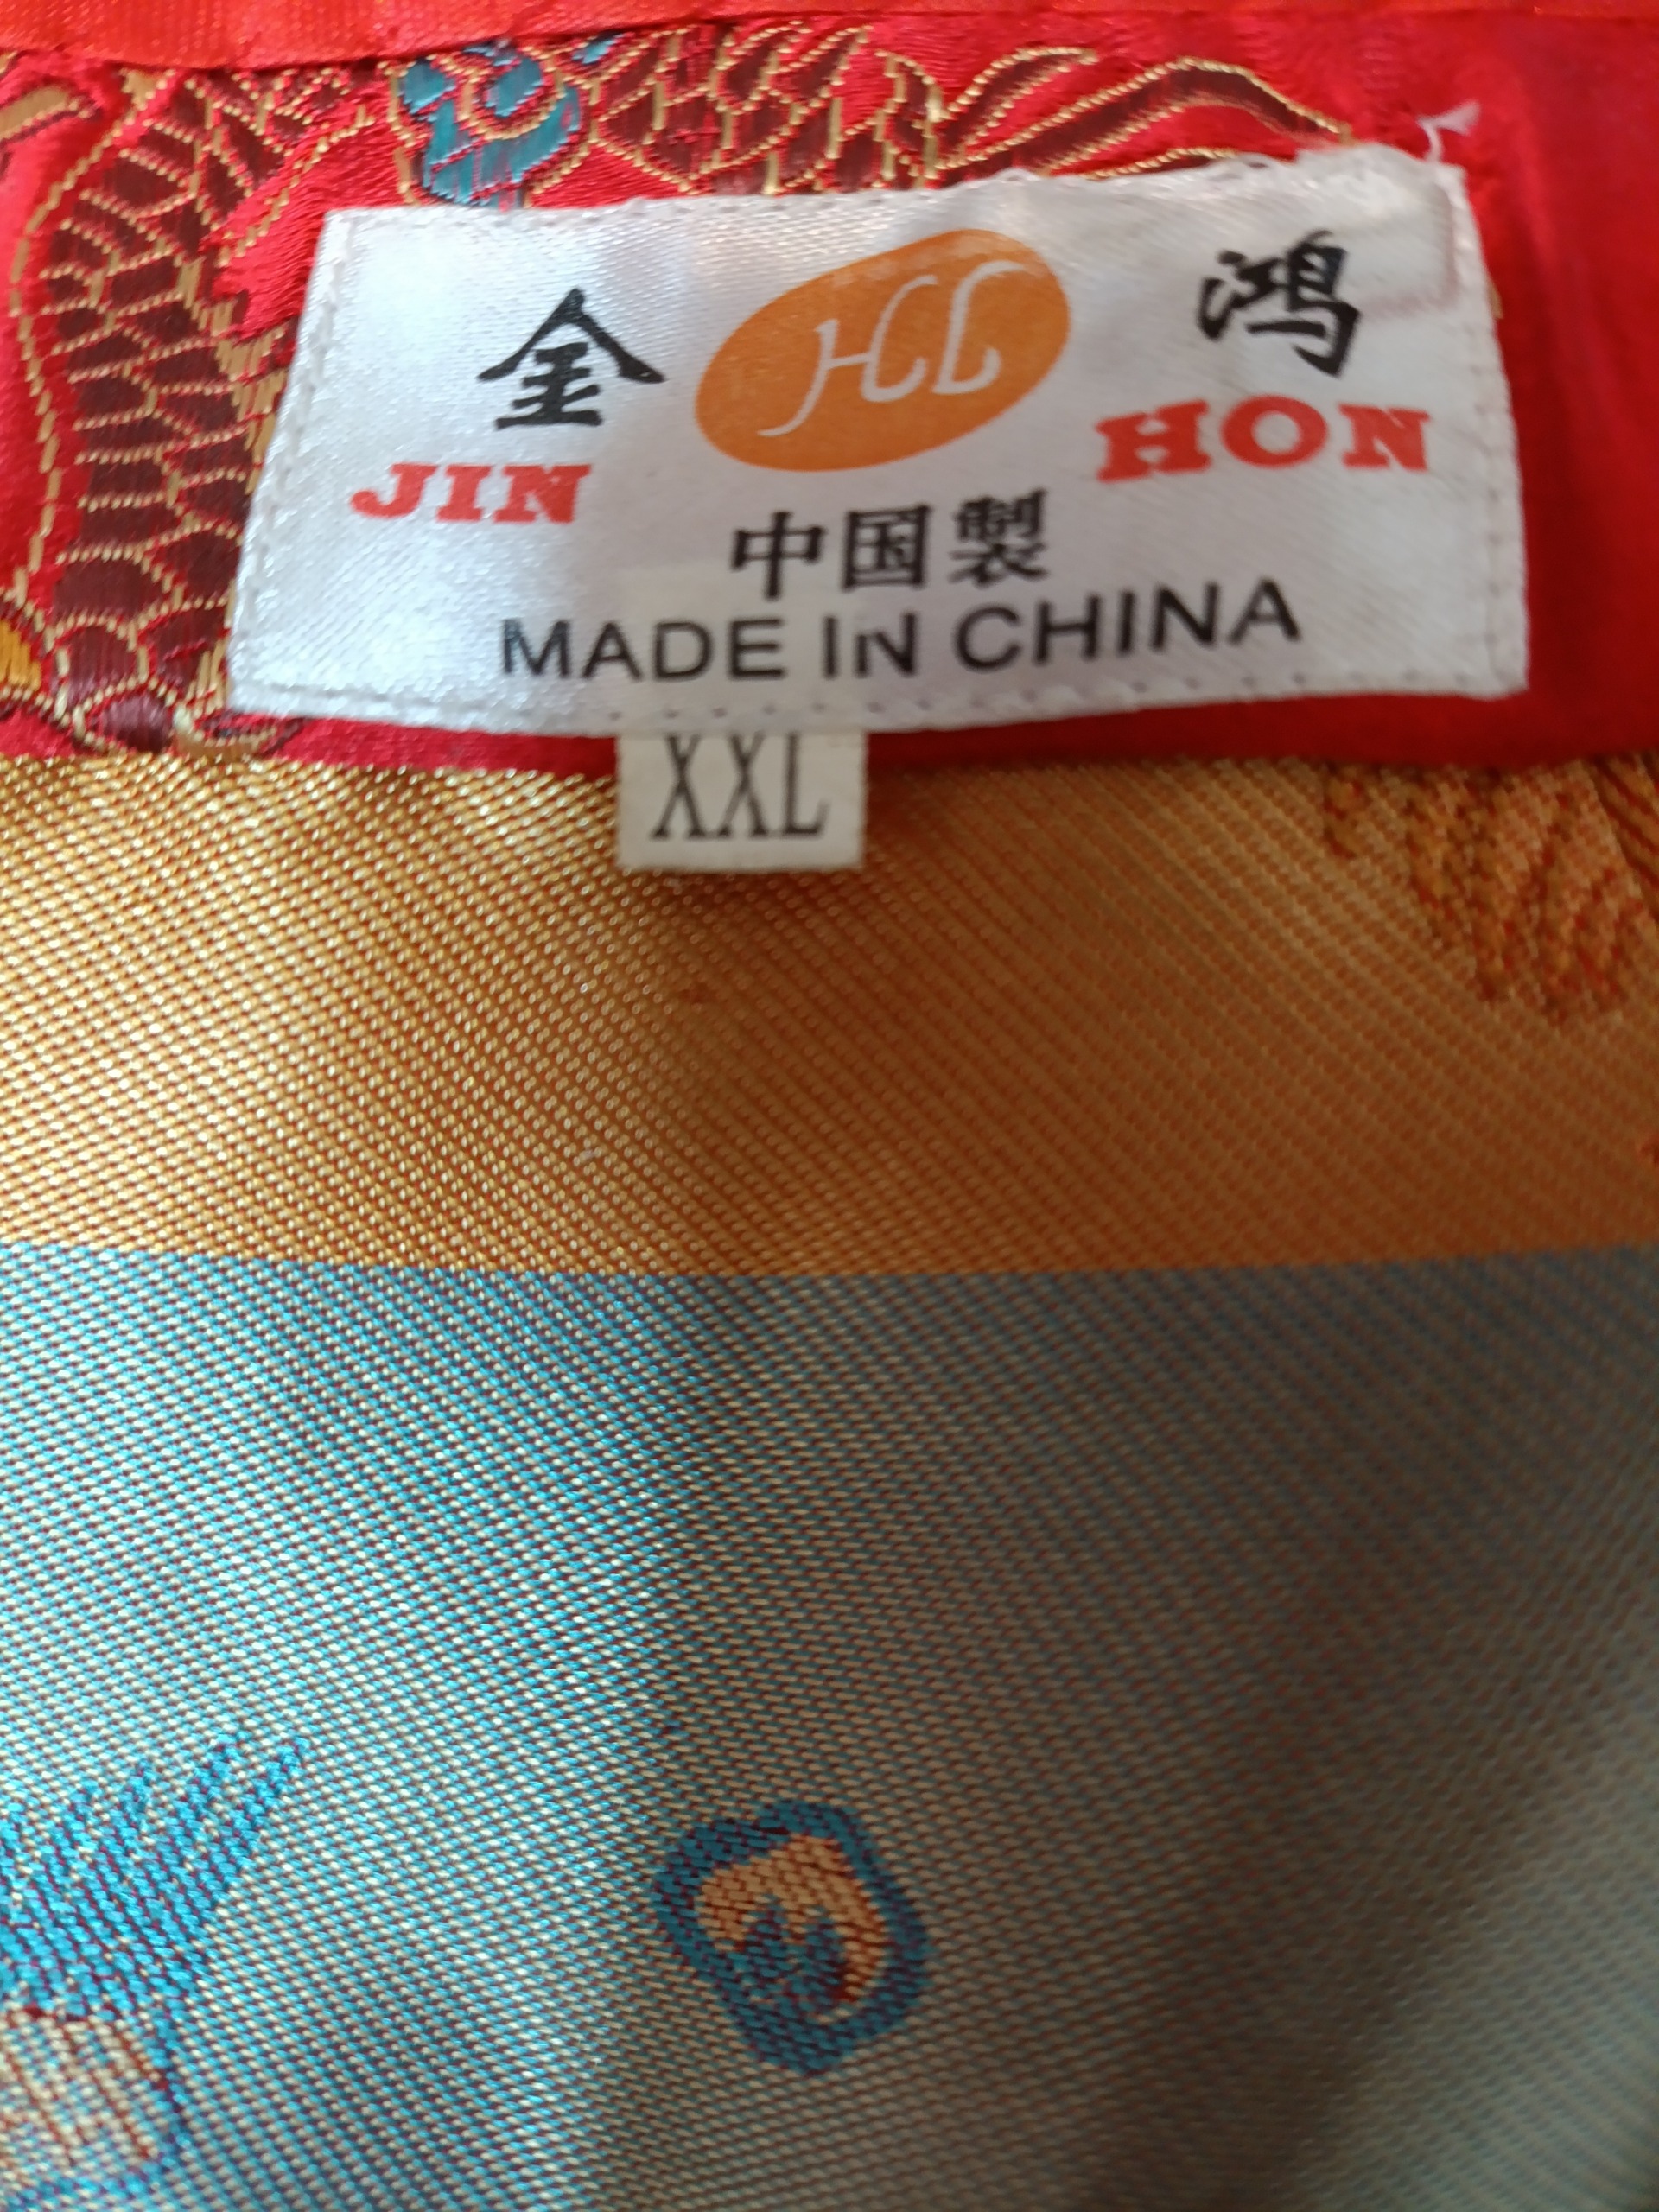 金 HL 鸿
JIN HON
中国製
MADE IN CHINA
XXL